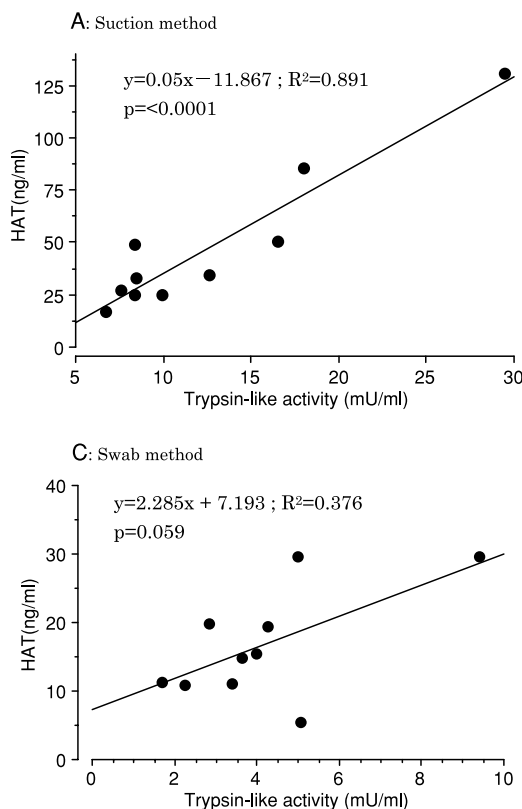 A: Suction method
y=0.05x−11.867 ; R²=0.891
p=<0.0001
HAT(ng/ml)
125
100
75
50
25
0
5 10 15 20 25 30
Trypsin-like activity (mU/ml)
C: Swab method
y=2.285x + 7.193 ; R²=0.376
p=0.059
HAT(ng/ml)
40
30
20
10
0
0 2 4 6 8 10
Trypsin-like activity (mU/ml)